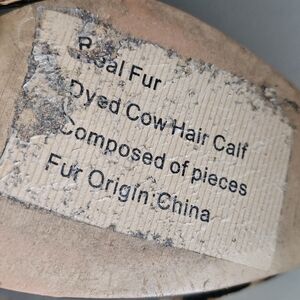 Real Fur
Dyed Cow Hair Calf
Composed of pieces
Fur Origin:China